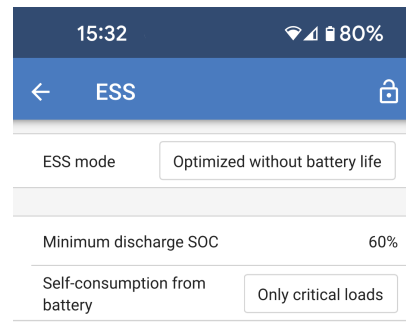 15:32 80%
ESS
ESS mode Optimized without battery life
Minimum discharge SOC 60%
Self-consumption from
battery Only critical loads